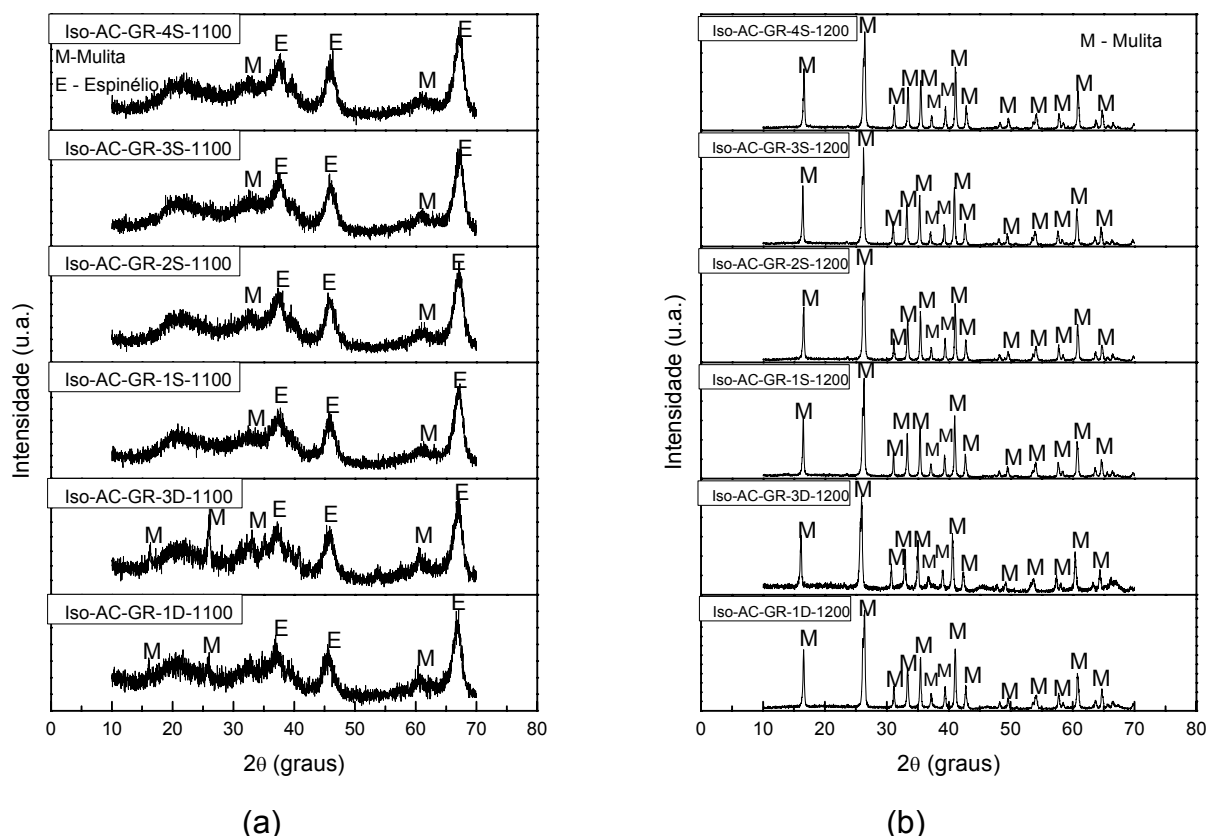 Iso-AC-GR-4S-1100
M-Mulita
E - Espinélio
M E E M E
Iso-AC-GR-3S-1100
M E E M E
Iso-AC-GR-2S-1100
M E E M E
Iso-AC-GR-1S-1100
M E E M E
Iso-AC-GR-3D-1100
M M M E E M E
Iso-AC-GR-1D-1100
M M E E M E
0 10 20 30 40 50 60 70 80
2θ (graus)
Intensidade (u.a.)
(a)
Iso-AC-GR-4S-1200
M - Mulita
M M M M M M M M M M M M M M
Iso-AC-GR-3S-1200
M M M M M M M M M M M M M M
Iso-AC-GR-2S-1200
M M M M M M M M M M M M M M
Iso-AC-GR-1S-1200
M M M M M M M M M M M M M M
Iso-AC-GR-3D-1200
M M M M M M M M M M M M M M
Iso-AC-GR-1D-1200
M M M M M M M M M M M M M M
0 10 20 30 40 50 60 70 80
2θ (graus)
Intensidade (u.a.)
(b)